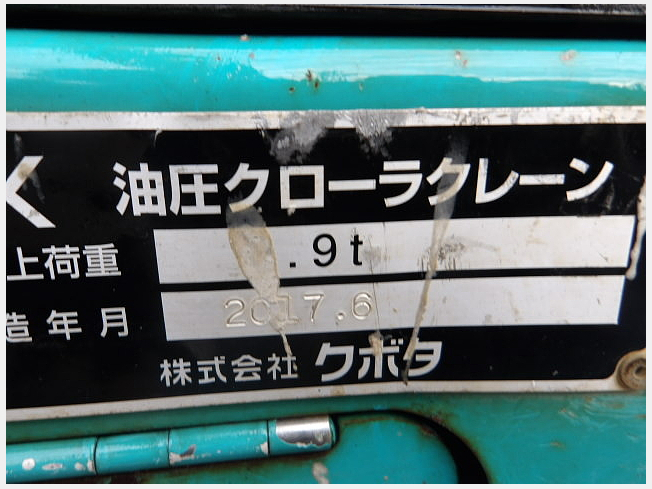 K 油圧クローラクレーン
上荷重 .9t
造年月 2017.6
株式会社 クボタ